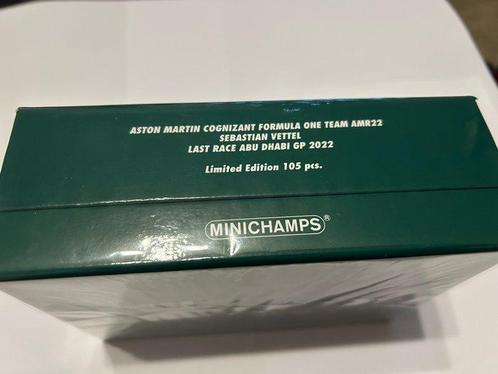 ASTON MARTIN COGNIZANT FORMULA ONE TEAM AMR22
SEBASTIAN VETTEL
LAST RACE ABU DHABI GP 2022
Limited Edition 105 pcs.
MINICHAMPS®